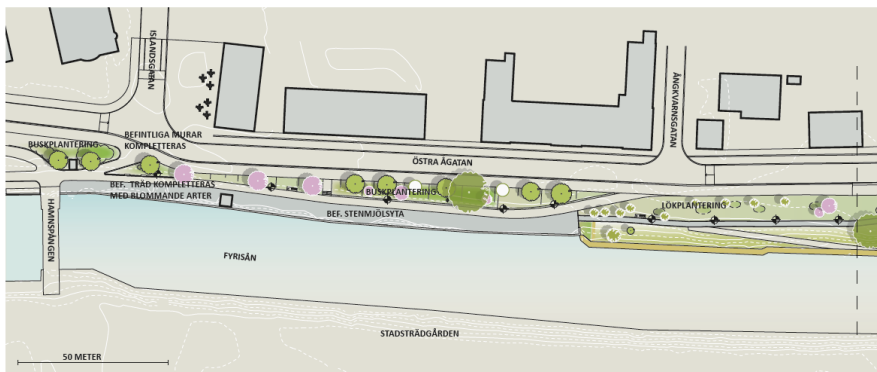 ISLANDSGATAN
ÅNGKVARNSGATAN
BEFINTLIGA MURAR
KOMPLETTERAS
BUSKPLANTERING
ÖSTRA ÅGATAN
BEF. TRÄD KOMPLETTERAS
MED BLOMMANDE ARTER
BUSKPLANTERING
LÖKPLANTERING
HAMNSPÅNGEN
BEF. STENMJÖLSYTA
FYRISÅN
STADSTRÄDGÅRDEN
50 METER